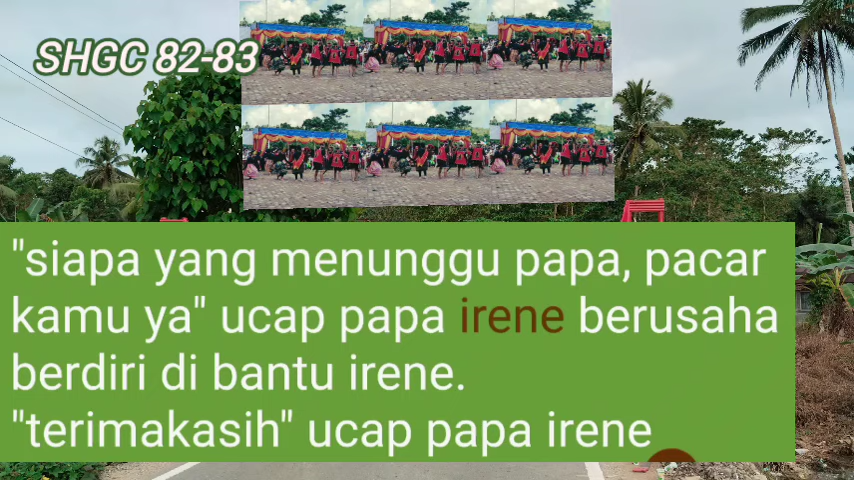 SHGC 82-83
"siapa yang menunggu papa, pacar
kamu ya" ucap papa irene berusaha
berdiri di bantu irene.
"terimakasih" ucap papa irene